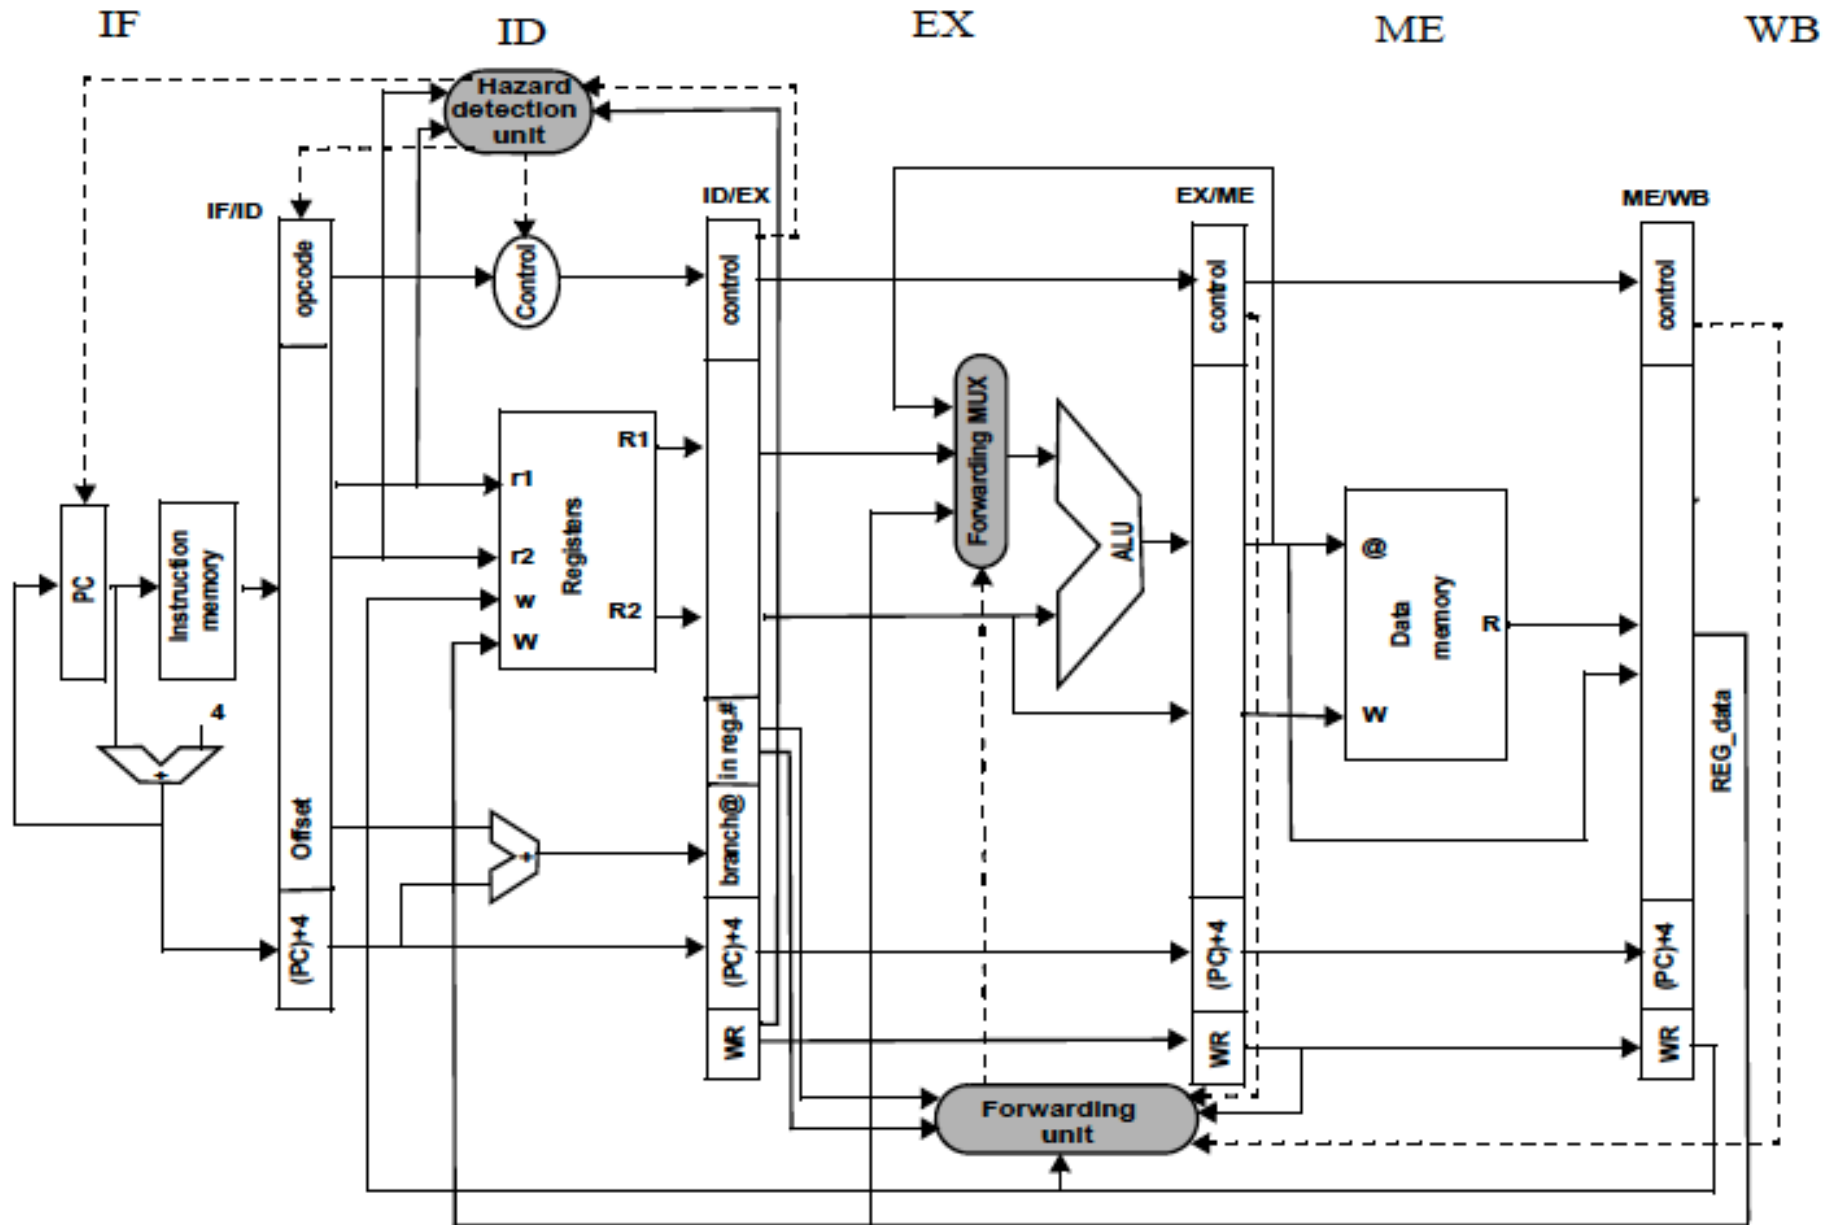 IF
ID
EX
ME
WB
Hazard
detection
unit
IF/ID
ID/EX
EX/ME
ME/WB
opcode
Control
control
control
control
Forwarding MUX
R1
r1
Registers
r2
w
R2
W
PC
Instruction
memory
ALU
@
Data
memory
R
W
4
+
in reg.#
REG_data
Offset
+
branch@
(PC)+4
(PC)+4
(PC)+4
(PC)+4
WR
WR
WR
Forwarding
unit